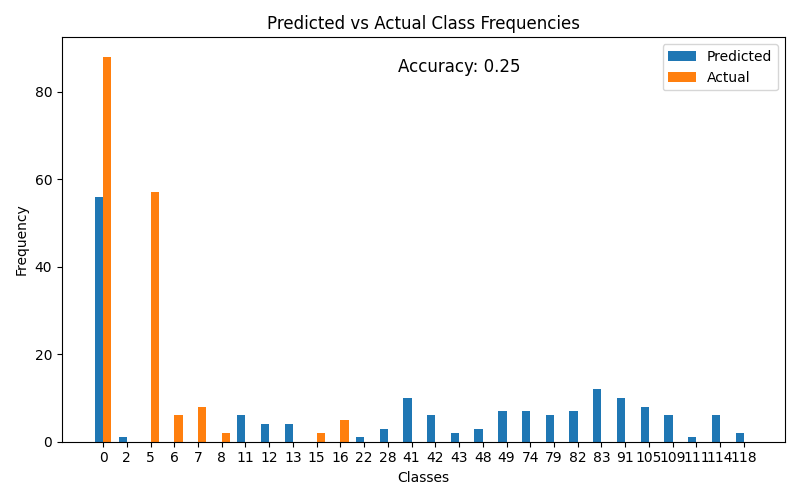 Predicted vs Actual Class Frequencies
Accuracy: 0.25
Predicted
Actual
80
60
40
20
0
Frequency
0 2 5 6 7 8 11 12 13 15 16 22 28 41 42 43 48 49 74 79 82 83 91 105 109 111 114 118
Classes